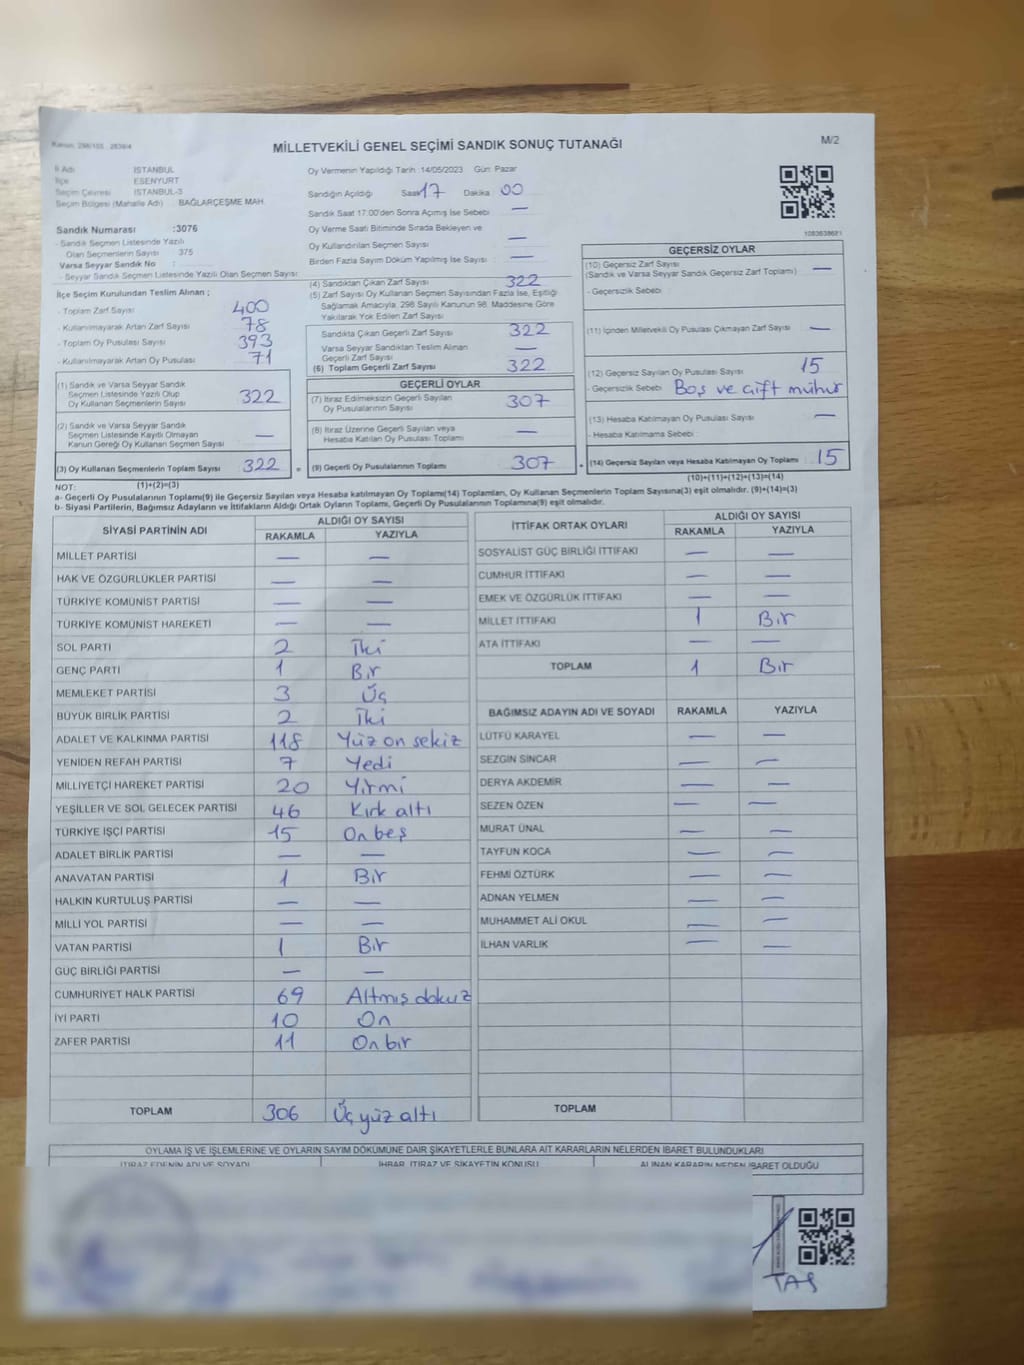 MİLLETVEKİLİ GENEL SEÇİMİ SANDIK SONUÇ TUTANAĞI
M/2
İl Adı İSTANBUL
İlçe ESENYURT
Seçim Çevresi İSTANBUL-3
Seçim Bölgesi (Mahalle Adı) BAĞLARÇEŞME MAH.
Sandık Numarası :3076
- Sandık Seçmen Listesinde Yazılı
Olan Seçmenlerin Sayısı 375
Varsa Seyyar Sandık No :
- Seyyar Sandık Seçmen Listesinde Yazılı Olan Seçmen Sayısı
Oy Vermenin Yapıldığı Tarih :14/05/2023 Gün: Pazar
Sandığın Açıldığı Saat 17 Dakika 00
Sandık Saat 17.00'den Sonra Açımış İse Sebebi —
Oy Verme Saati Bitiminde Sırada Bekleyen ve
Oy Kullandırılan Seçmen Sayısı —
Birden Fazla Sayım Döküm Yapılmış İse Sayısı —
1083638621
İlçe Seçim Kurulundan Teslim Alınan ;
- Toplam Zarf Sayısı 400
- Kullanılmayarak Artan Zarf Sayısı 78
- Toplam Oy Pusulası Sayısı 393
- Kullanılmayarak Artan Oy Pusulası 71
(1) Sandık ve Varsa Seyyar Sandık
Seçmen Listesinde Yazılı Olup
Oy Kullanan Seçmenlerin Sayısı 322
(2) Sandık ve Varsa Seyyar Sandık
Seçmen Listesinde Kayıtlı Olmayan
Kanun Gereği Oy Kullanan Seçmen Sayısı —
(3) Oy Kullanan Seçmenlerin Toplam Sayısı 322
(1)+(2)=(3)
(4) Sandıktan Çıkan Zarf Sayısı 322
(5) Zarf Sayısı Oy Kullanan Seçmen Sayısından Fazla İse, Eşitliği
Sağlamak Amacıyla, 298 Sayılı Kanunun 98. Maddesine Göre
Yakılarak Yok Edilen Zarf Sayısı
Sandıkta Çıkan Geçerli Zarf Sayısı 322
Varsa Seyyar Sandıktan Teslim Alınan
Geçerli Zarf Sayısı —
(6) Toplam Geçerli Zarf Sayısı 322
GEÇERLİ OYLAR
(7) İtiraz Edilmeksizin Geçerli Sayılan
Oy Pusulalarının Sayısı 307
(8) İtiraz Üzerine Geçerli Sayılan veya
Hesaba Katılan Oy Pusulası Toplamı —
= (9) Geçerli Oy Pusulalarının Toplamı 307
GEÇERSİZ OYLAR
(10) Geçersiz Zarf Sayısı
(Sandık ve Varsa Seyyar Sandık Geçersiz Zarf Toplamı) —
- Geçersizlik Sebebi :
(11) İçinden Milletvekili Oy Pusulası Çıkmayan Zarf Sayısı —
(12) Geçersiz Sayılan Oy Pusulası Sayısı 15
- Geçersizlik Sebebi Boş ve çift mühür
(13) Hesaba Katılmayan Oy Pusulası Sayısı —
- Hesaba Katılmama Sebebi
(14) Geçersiz Sayılan veya Hesaba Katılmayan Oy Toplamı 15
(10)+(11)+(12)+(13)=(14)
NOT:
a- Geçerli Oy Pusulalarının Toplamı(9) ile Geçersiz Sayılan veya Hesaba katılmayan Oy Toplamı(14) Toplamları, Oy Kullanan Seçmenlerin Toplam Sayısına(3) eşit olmalıdır. (9)+(14)=(3)
b- Siyasi Partilerin, Bağımsız Adayların ve İttifakların Aldığı Ortak Oyların Toplamı, Geçerli Oy Pusulalarının Toplamına(9) eşit olmalıdır.
SİYASİ PARTİNİN ADI ALDIĞI OY SAYISI
RAKAMLA YAZIYLA
MİLLET PARTİSİ — —
HAK VE ÖZGÜRLÜKLER PARTİSİ — —
TÜRKİYE KOMÜNİST PARTİSİ — —
TÜRKİYE KOMÜNİST HAREKETİ — —
SOL PARTİ 2 İki
GENÇ PARTİ 1 Bir
MEMLEKET PARTİSİ 3 Üç
BÜYÜK BİRLİK PARTİSİ 2 İki
ADALET VE KALKINMA PARTİSİ 118 Yüz on sekiz
YENİDEN REFAH PARTİSİ 7 Yedi
MİLLİYETÇİ HAREKET PARTİSİ 20 Yirmi
YEŞİLLER VE SOL GELECEK PARTİSİ 46 Kırk altı
TÜRKİYE İŞÇİ PARTİSİ 15 On beş
ADALET BİRLİK PARTİSİ — —
ANAVATAN PARTİSİ 1 Bir
HALKIN KURTULUŞ PARTİSİ — —
MİLLİ YOL PARTİSİ — —
VATAN PARTİSİ 1 Bir
GÜÇ BİRLİĞİ PARTİSİ — —
CUMHURİYET HALK PARTİSİ 69 Altmış dokuz
İYİ PARTİ 10 On
ZAFER PARTİSİ 11 On bir
TOPLAM 306 Üç yüz altı
İTTİFAK ORTAK OYLARI ALDIĞI OY SAYISI
RAKAMLA YAZIYLA
SOSYALİST GÜÇ BİRLİĞİ İTTİFAKI — —
CUMHUR İTTİFAKI — —
EMEK VE ÖZGÜRLÜK İTTİFAKI — —
MİLLET İTTİFAKI 1 Bir
ATA İTTİFAKI — —
TOPLAM 1 Bir
BAĞIMSIZ ADAYIN ADI VE SOYADI RAKAMLA YAZIYLA
LÜTFÜ KARAYEL — —
SEZGİN SİNCAR — —
DERYA AKDEMİR — —
SEZEN ÖZEN — —
MURAT ÜNAL — —
TAYFUN KOCA — —
FEHMİ ÖZTÜRK — —
ADNAN YELMEN — —
MUHAMMET ALİ OKUL — —
İLHAN VARLIK — —
TOPLAM
OYLAMA İŞ VE İŞLEMLERİNE VE OYLARIN SAYIM DÖKÜMÜNE DAİR ŞİKAYETLERLE BUNLARA AİT KARARLARIN NELERDEN İBARET BULUNDUKLARI
İTİRAZ EDENİN ADI VE SOYADI İHBAR, İTİRAZ VE ŞİKAYETİN KONUSU ALINAN KARARIN NEDEN İBARET OLDUĞU
TAŞ